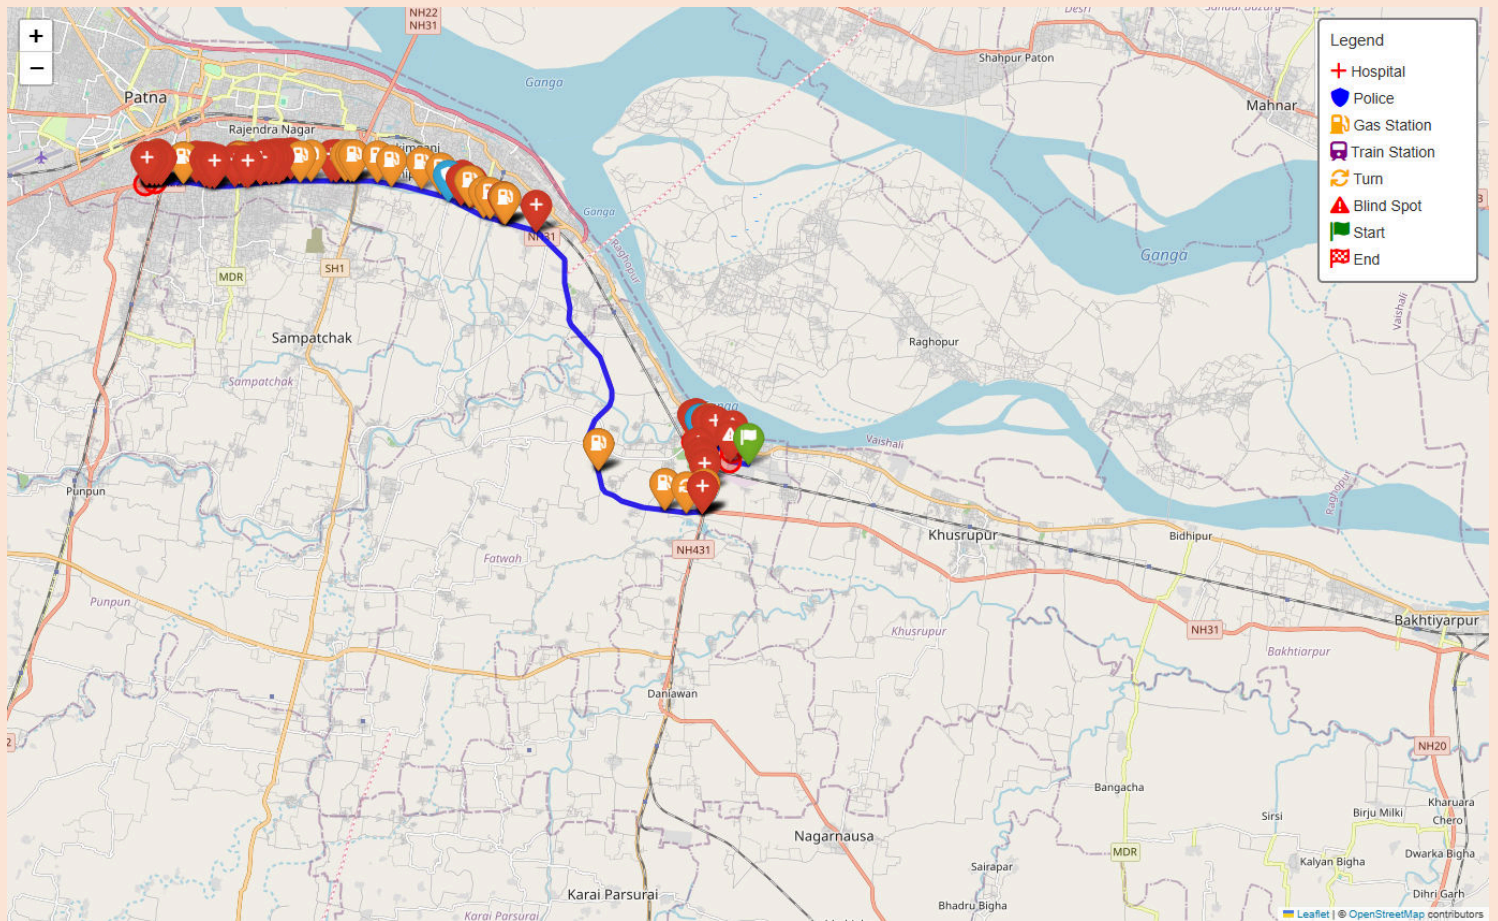 +
−
NH22
NH31
Desri
Shahpur Paton
Ganga
Patna
Mahnar
Rajendra Nagar
NH31
Ganga
Raghopur
Ganga
MDR
SH1
Sampatchak
Sampatchak
Raghopur
Vaishali
Vaishali
Raghopur
Punpun
NH431
Khusrupur
Bidhipur
Fatwah
Punpun
Khusrupur
NH31
Bakhtiyarpur
Bakhtiarpur
Daniawan
NH20
Bangacha
Nagarnausa
Sirsi
Birju Milki
Kharuara
Chero
MDR
Kalyan Bigha
Dwarka Bigha
Sairapar
Karai Parsurai
Karai Parsurai
Bhadru Bigha
Dihri Garh
Legend
Hospital
Police
Gas Station
Train Station
Turn
Blind Spot
Start
End
Leaflet | © OpenStreetMap contributors